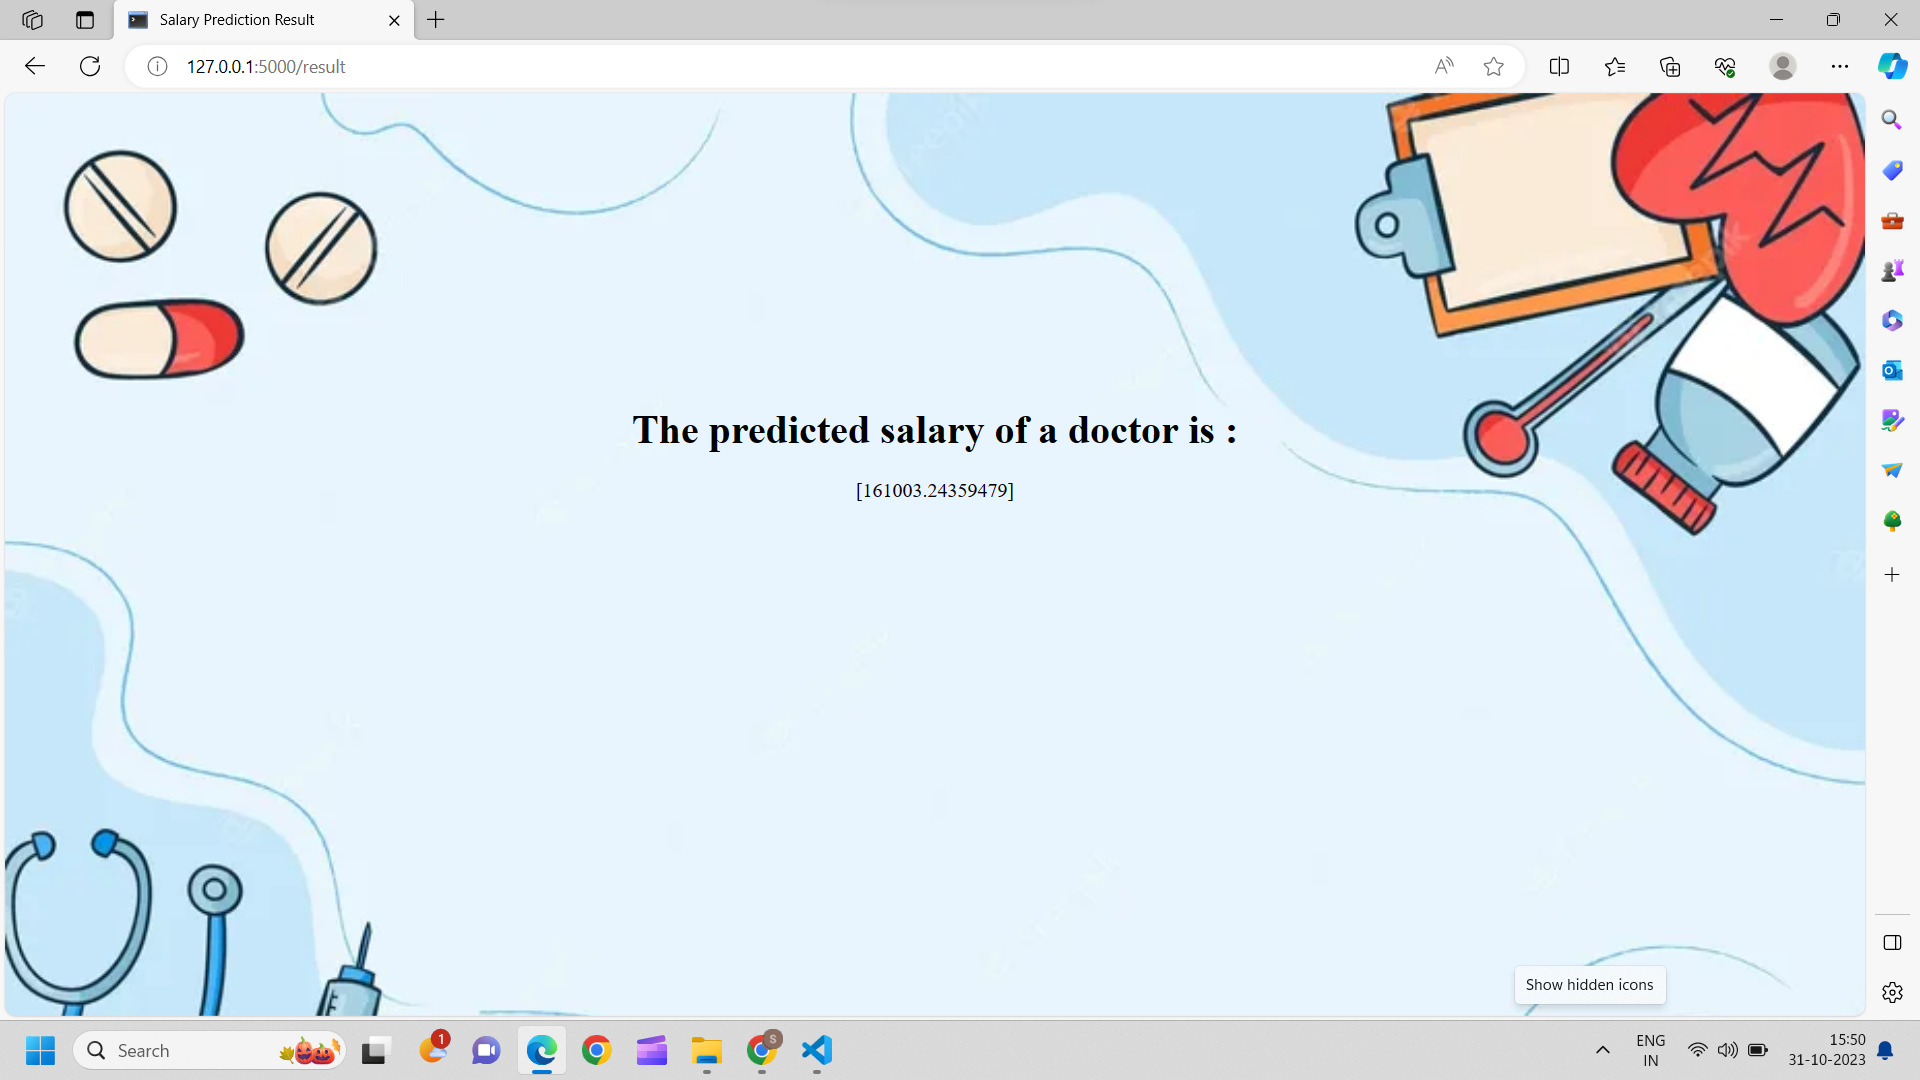 Salary Prediction Result
127.0.0.1:5000/result
The predicted salary of a doctor is :
[161003.24359479]
Show hidden icons
Search
1
S
ENG
IN
15:50
31-10-2023